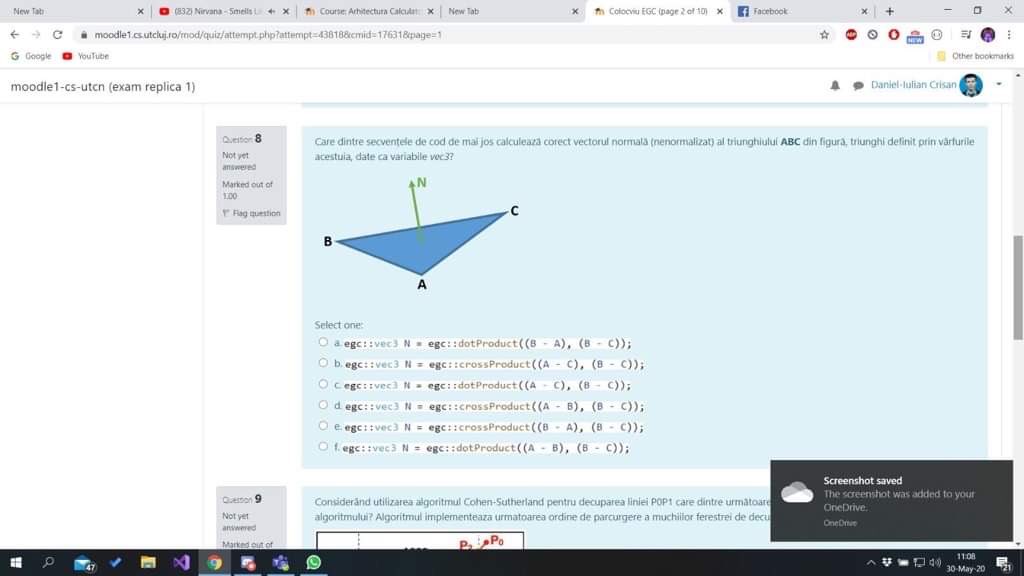 New Tab
(832) Nirvana - Smells Li
Course: Arhitectura Calculato
New Tab
Colocviu EGC (page 2 of 10)
Facebook
moodle1.cs.utcluj.ro/mod/quiz/attempt.php?attempt=43818&cmid=17631&page=1
ABP
NEW
Google
YouTube
Other bookmarks
moodle1-cs-utcn (exam replica 1)
Daniel-Iulian Crisan
Question 8
Not yet
answered
Marked out of
1.00
Flag question
Care dintre secvențele de cod de mai jos calculează corect vectorul normală (nenormalizat) al triunghiului ABC din figură, triunghi definit prin vârfurile
acestuia, date ca variabile vec3?
N
C
B
A
Select one:
a. egc::vec3 N = egc::dotProduct((B - A), (B - C));
b. egc::vec3 N = egc::crossProduct((A - C), (B - C));
c. egc::vec3 N = egc::dotProduct((A - C), (B - C));
d. egc::vec3 N = egc::crossProduct((A - B), (B - C));
e. egc::vec3 N = egc::crossProduct((B - A), (B - C));
f. egc::vec3 N = egc::dotProduct((A - B), (B - C));
Question 9
Not yet
answered
Marked out of
Considerând utilizarea algoritmul Cohen-Sutherland pentru decuparea liniei P0P1 care dintre următoare
algoritmului? Algoritmul implementeaza urmatoarea ordine de parcurgere a muchiilor ferestrei de decu
P2
P0
Screenshot saved
The screenshot was added to your
OneDrive.
OneDrive
47
11:08
30-May-20
21